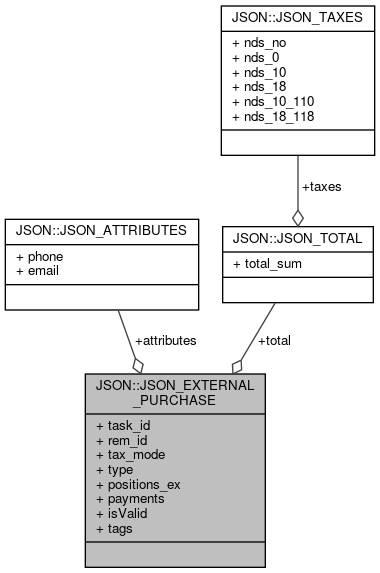 JSON::JSON_TAXES
+ nds_no
+ nds_0
+ nds_10
+ nds_18
+ nds_10_110
+ nds_18_118
+taxes
JSON::JSON_ATTRIBUTES
+ phone
+ email
JSON::JSON_TOTAL
+ total_sum
+attributes
+total
JSON::JSON_EXTERNAL
_PURCHASE
+ task_id
+ rem_id
+ tax_mode
+ type
+ positions_ex
+ payments
+ isValid
+ tags